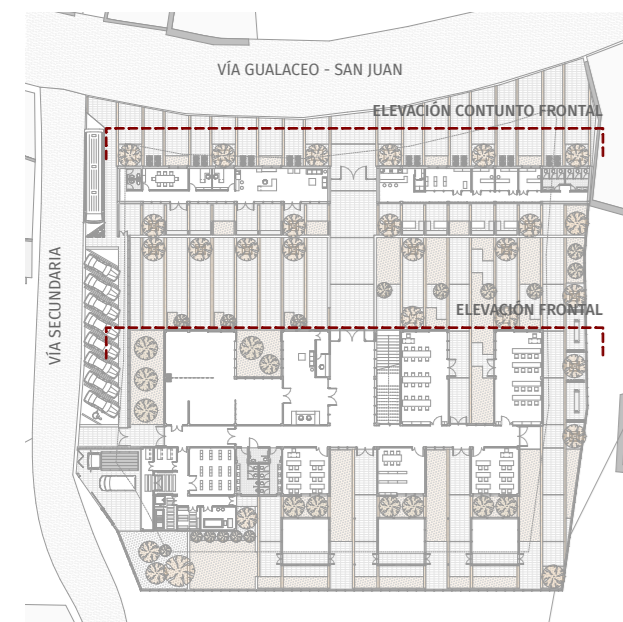 VÍA GUALACEO - SAN JUAN
ELEVACIÓN CONTUNTO FRONTAL
VÍA SECUNDARIA
ELEVACIÓN FRONTAL